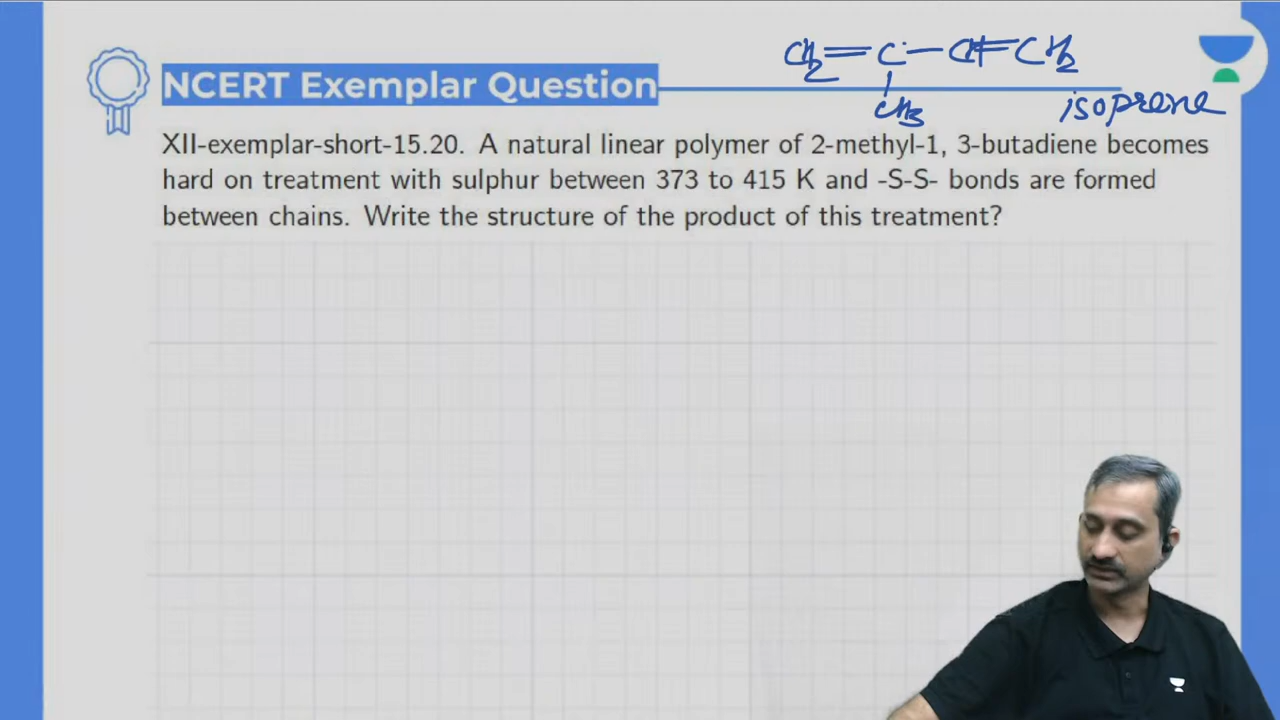 CH2=C-CH=CH2
CH3
isoprene
NCERT Exemplar Question
XII-exemplar-short-15.20. A natural linear polymer of 2-methyl-1, 3-butadiene becomes
hard on treatment with sulphur between 373 to 415 K and -S-S- bonds are formed
between chains. Write the structure of the product of this treatment?